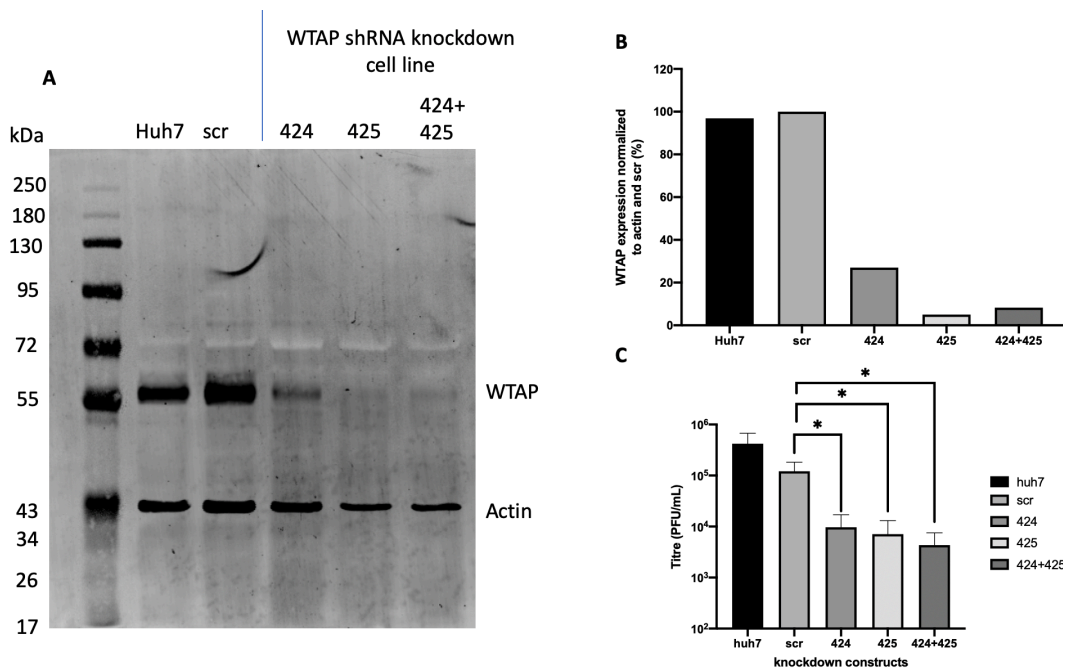 WTAP shRNA knockdown
cell line
A
kDa
Huh7 scr 424 425 424+
425
250
180
130
95
72
55
43
34
26
17
WTAP
Actin
B
WTAP expression normalized
to actin and scr (%)
120
100
80
60
40
20
0
Huh7 scr 424 425 424+425
C
* * *
Titre (PFU/mL)
10⁶
10⁵
10⁴
10³
10²
huh7 scr 424 425 424+425
knockdown constructs
huh7
scr
424
425
424+425